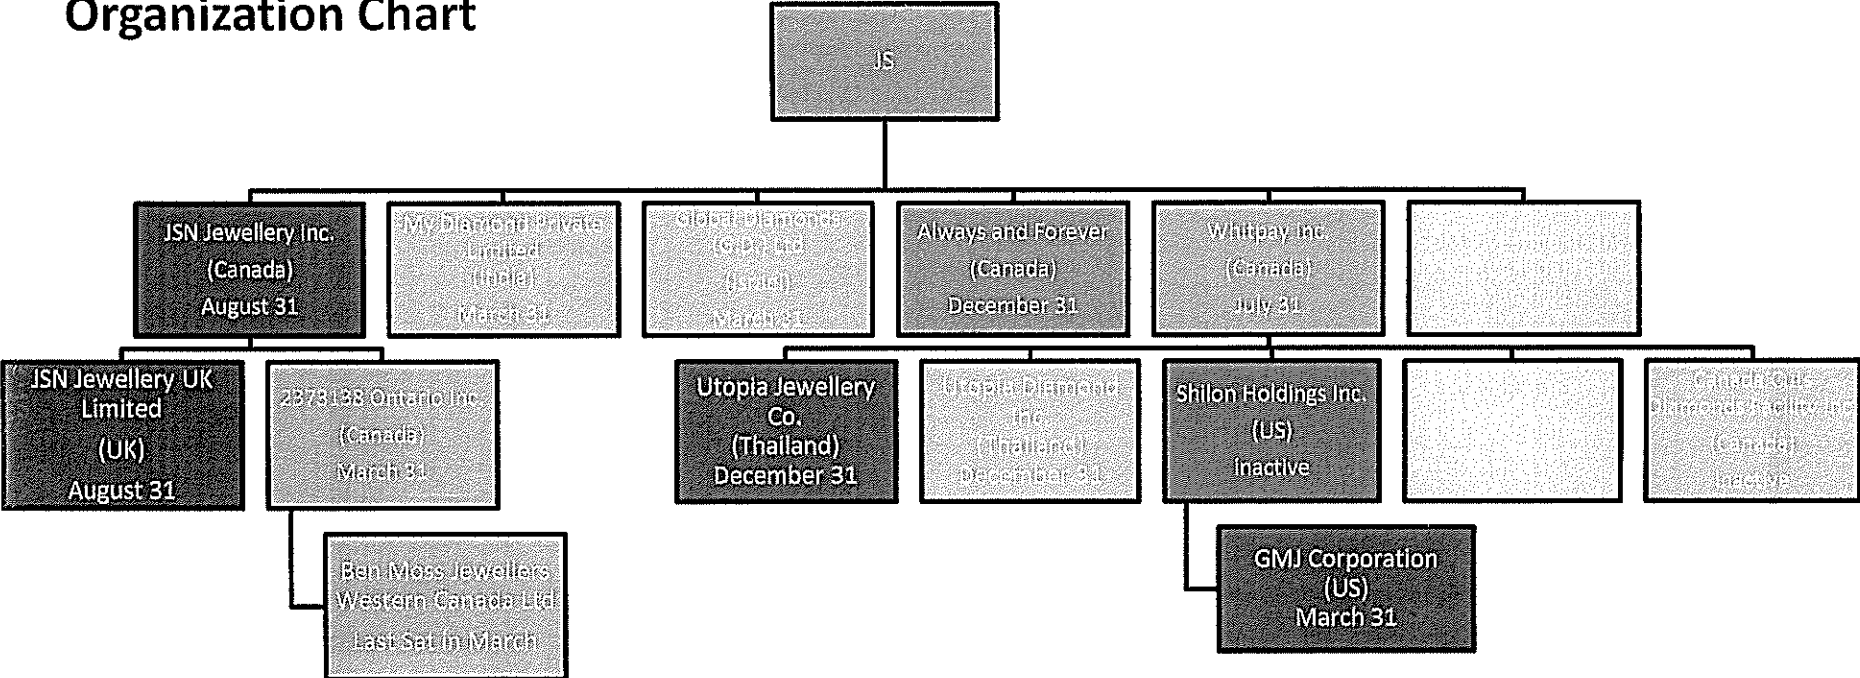 Organization Chart
JS
JSN Jewellery Inc.
(Canada)
August 31
My Diamond Private
Limited
(India)
March 31
Global Diamonds
(G.D.) Ltd
(Israel)
March 31
Always and Forever
(Canada)
December 31
Whitpay Inc.
(Canada)
July 31
JSN Jewellery UK
Limited
(UK)
August 31
2373138 Ontario Inc.
(Canada)
March 31
Utopia Jewellery
Co.
(Thailand)
December 31
Utopia Diamond
Inc.
(Thailand)
December 31
Shilon Holdings Inc.
(US)
Inactive
Canada
Diamonds
(Canada)
Inactive
Ben Moss Jewellers
Western Canada Ltd
Last Sat in March
GMJ Corporation
(US)
March 31